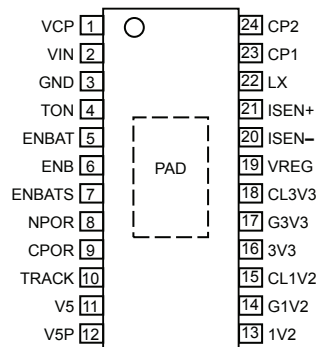 VCP 1 24 CP2
VIN 2 23 CP1
GND 3 22 LX
TON 4 21 ISEN+
ENBAT 5 20 ISEN–
ENB 6 PAD 19 VREG
ENBATS 7 18 CL3V3
NPOR 8 17 G3V3
CPOR 9 16 3V3
TRACK 10 15 CL1V2
V5 11 14 G1V2
V5P 12 13 1V2